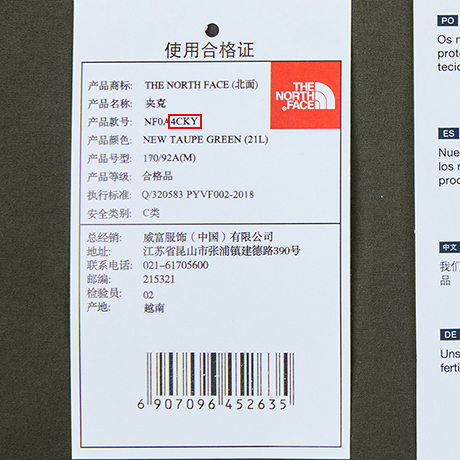 使用合格证
产品商标: THE NORTH FACE (北面)
产品名称: 夹克
产品款号: NF0A4CKY
产品颜色: NEW TAUPE GREEN (21L)
产品号型: 170/92A(M)
产品等级: 合格品
执行标准: Q/320583 PYVF002-2018
安全类别: C类
THE
NORTH
FACE
总经销: 威富服饰（中国）有限公司
地址: 江苏省昆山市张浦镇建德路390号
联系电话: 021-61705600
邮编: 215321
检验员: 02
产地: 越南
6 907096 452635
PO
Os
prote
tecid
ES
Nue
los
prod
中文
我们
品
DE
Uns
ferti